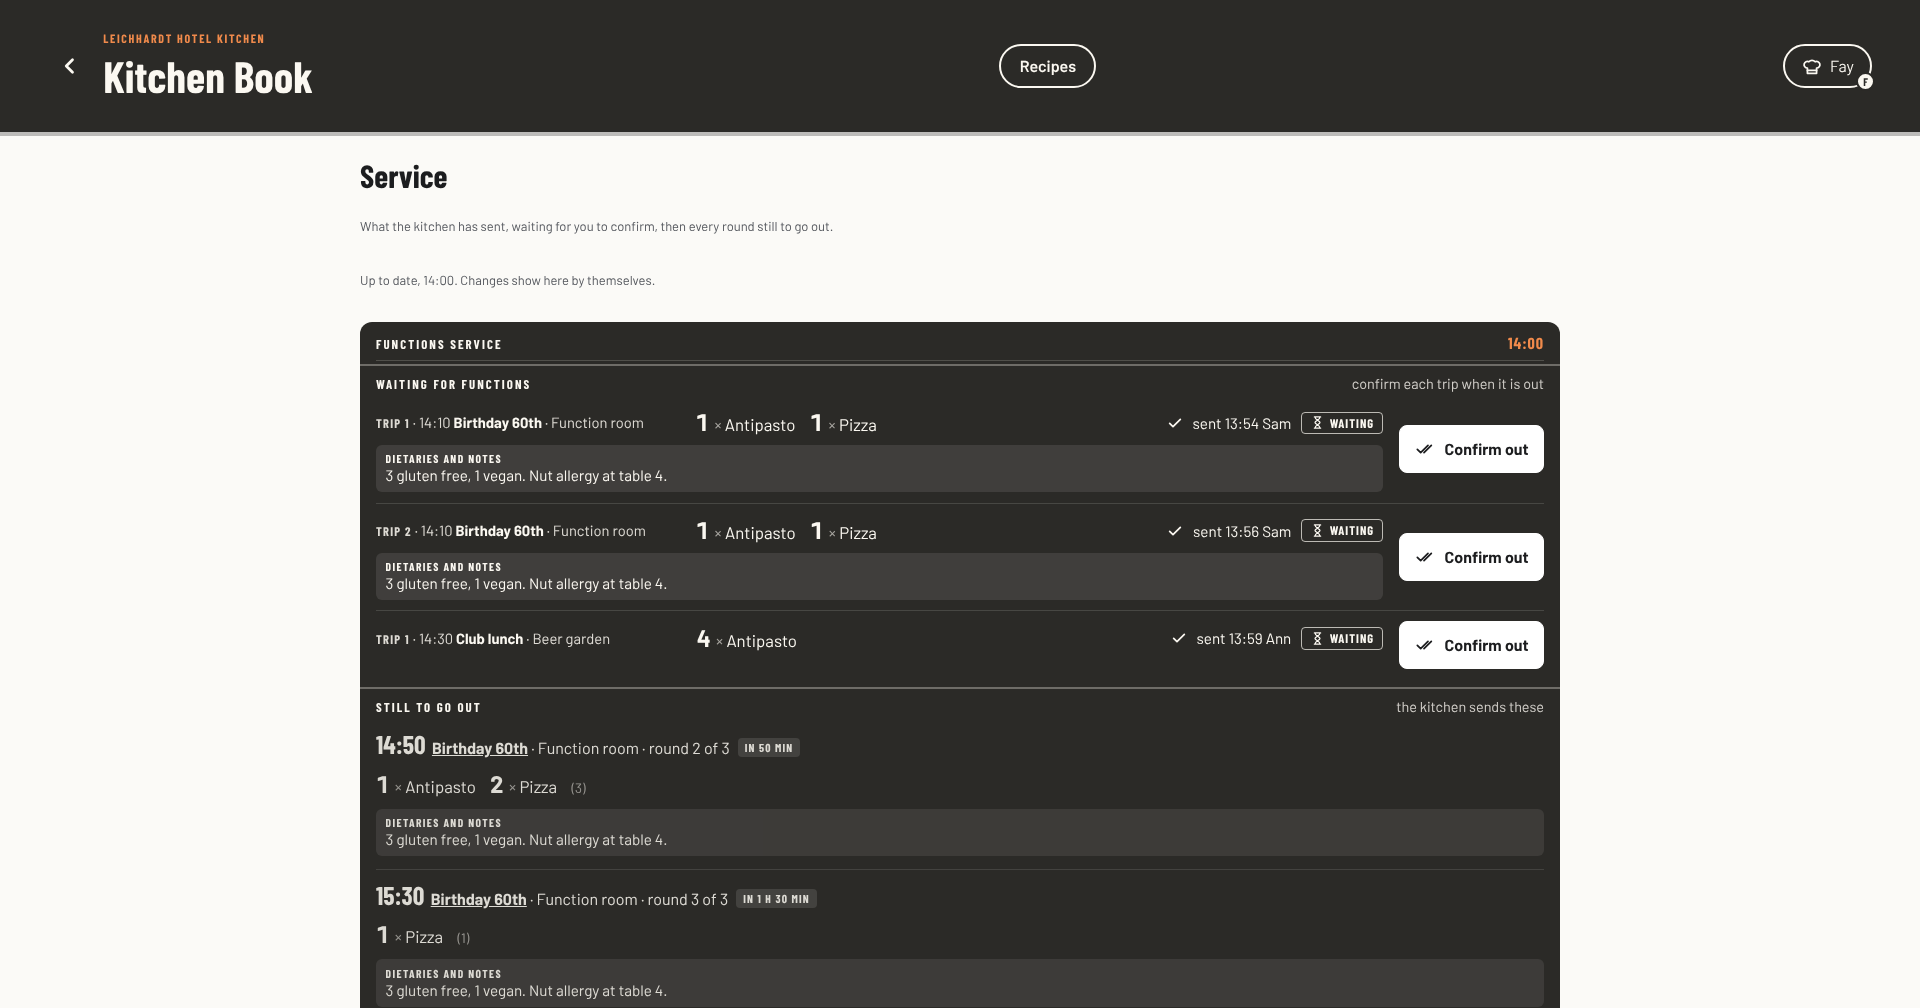 LEICHHARDT HOTEL KITCHEN
Kitchen Book
Recipes
Fay
F
Service
What the kitchen has sent, waiting for you to confirm, then every round still to go out.
Up to date, 14:00. Changes show here by themselves.
FUNCTIONS SERVICE 14:00
WAITING FOR FUNCTIONS confirm each trip when it is out
TRIP 1 · 14:10 Birthday 60th · Function room 1 × Antipasto 1 × Pizza sent 13:54 Sam WAITING
DIETARIES AND NOTES
3 gluten free, 1 vegan. Nut allergy at table 4.
Confirm out
TRIP 2 · 14:10 Birthday 60th · Function room 1 × Antipasto 1 × Pizza sent 13:56 Sam WAITING
DIETARIES AND NOTES
3 gluten free, 1 vegan. Nut allergy at table 4.
Confirm out
TRIP 1 · 14:30 Club lunch · Beer garden 4 × Antipasto sent 13:59 Ann WAITING
Confirm out
STILL TO GO OUT the kitchen sends these
14:50 Birthday 60th · Function room · round 2 of 3 IN 50 MIN
1 × Antipasto 2 × Pizza (3)
DIETARIES AND NOTES
3 gluten free, 1 vegan. Nut allergy at table 4.
15:30 Birthday 60th · Function room · round 3 of 3 IN 1 H 30 MIN
1 × Pizza (1)
DIETARIES AND NOTES
3 gluten free, 1 vegan. Nut allergy at table 4.